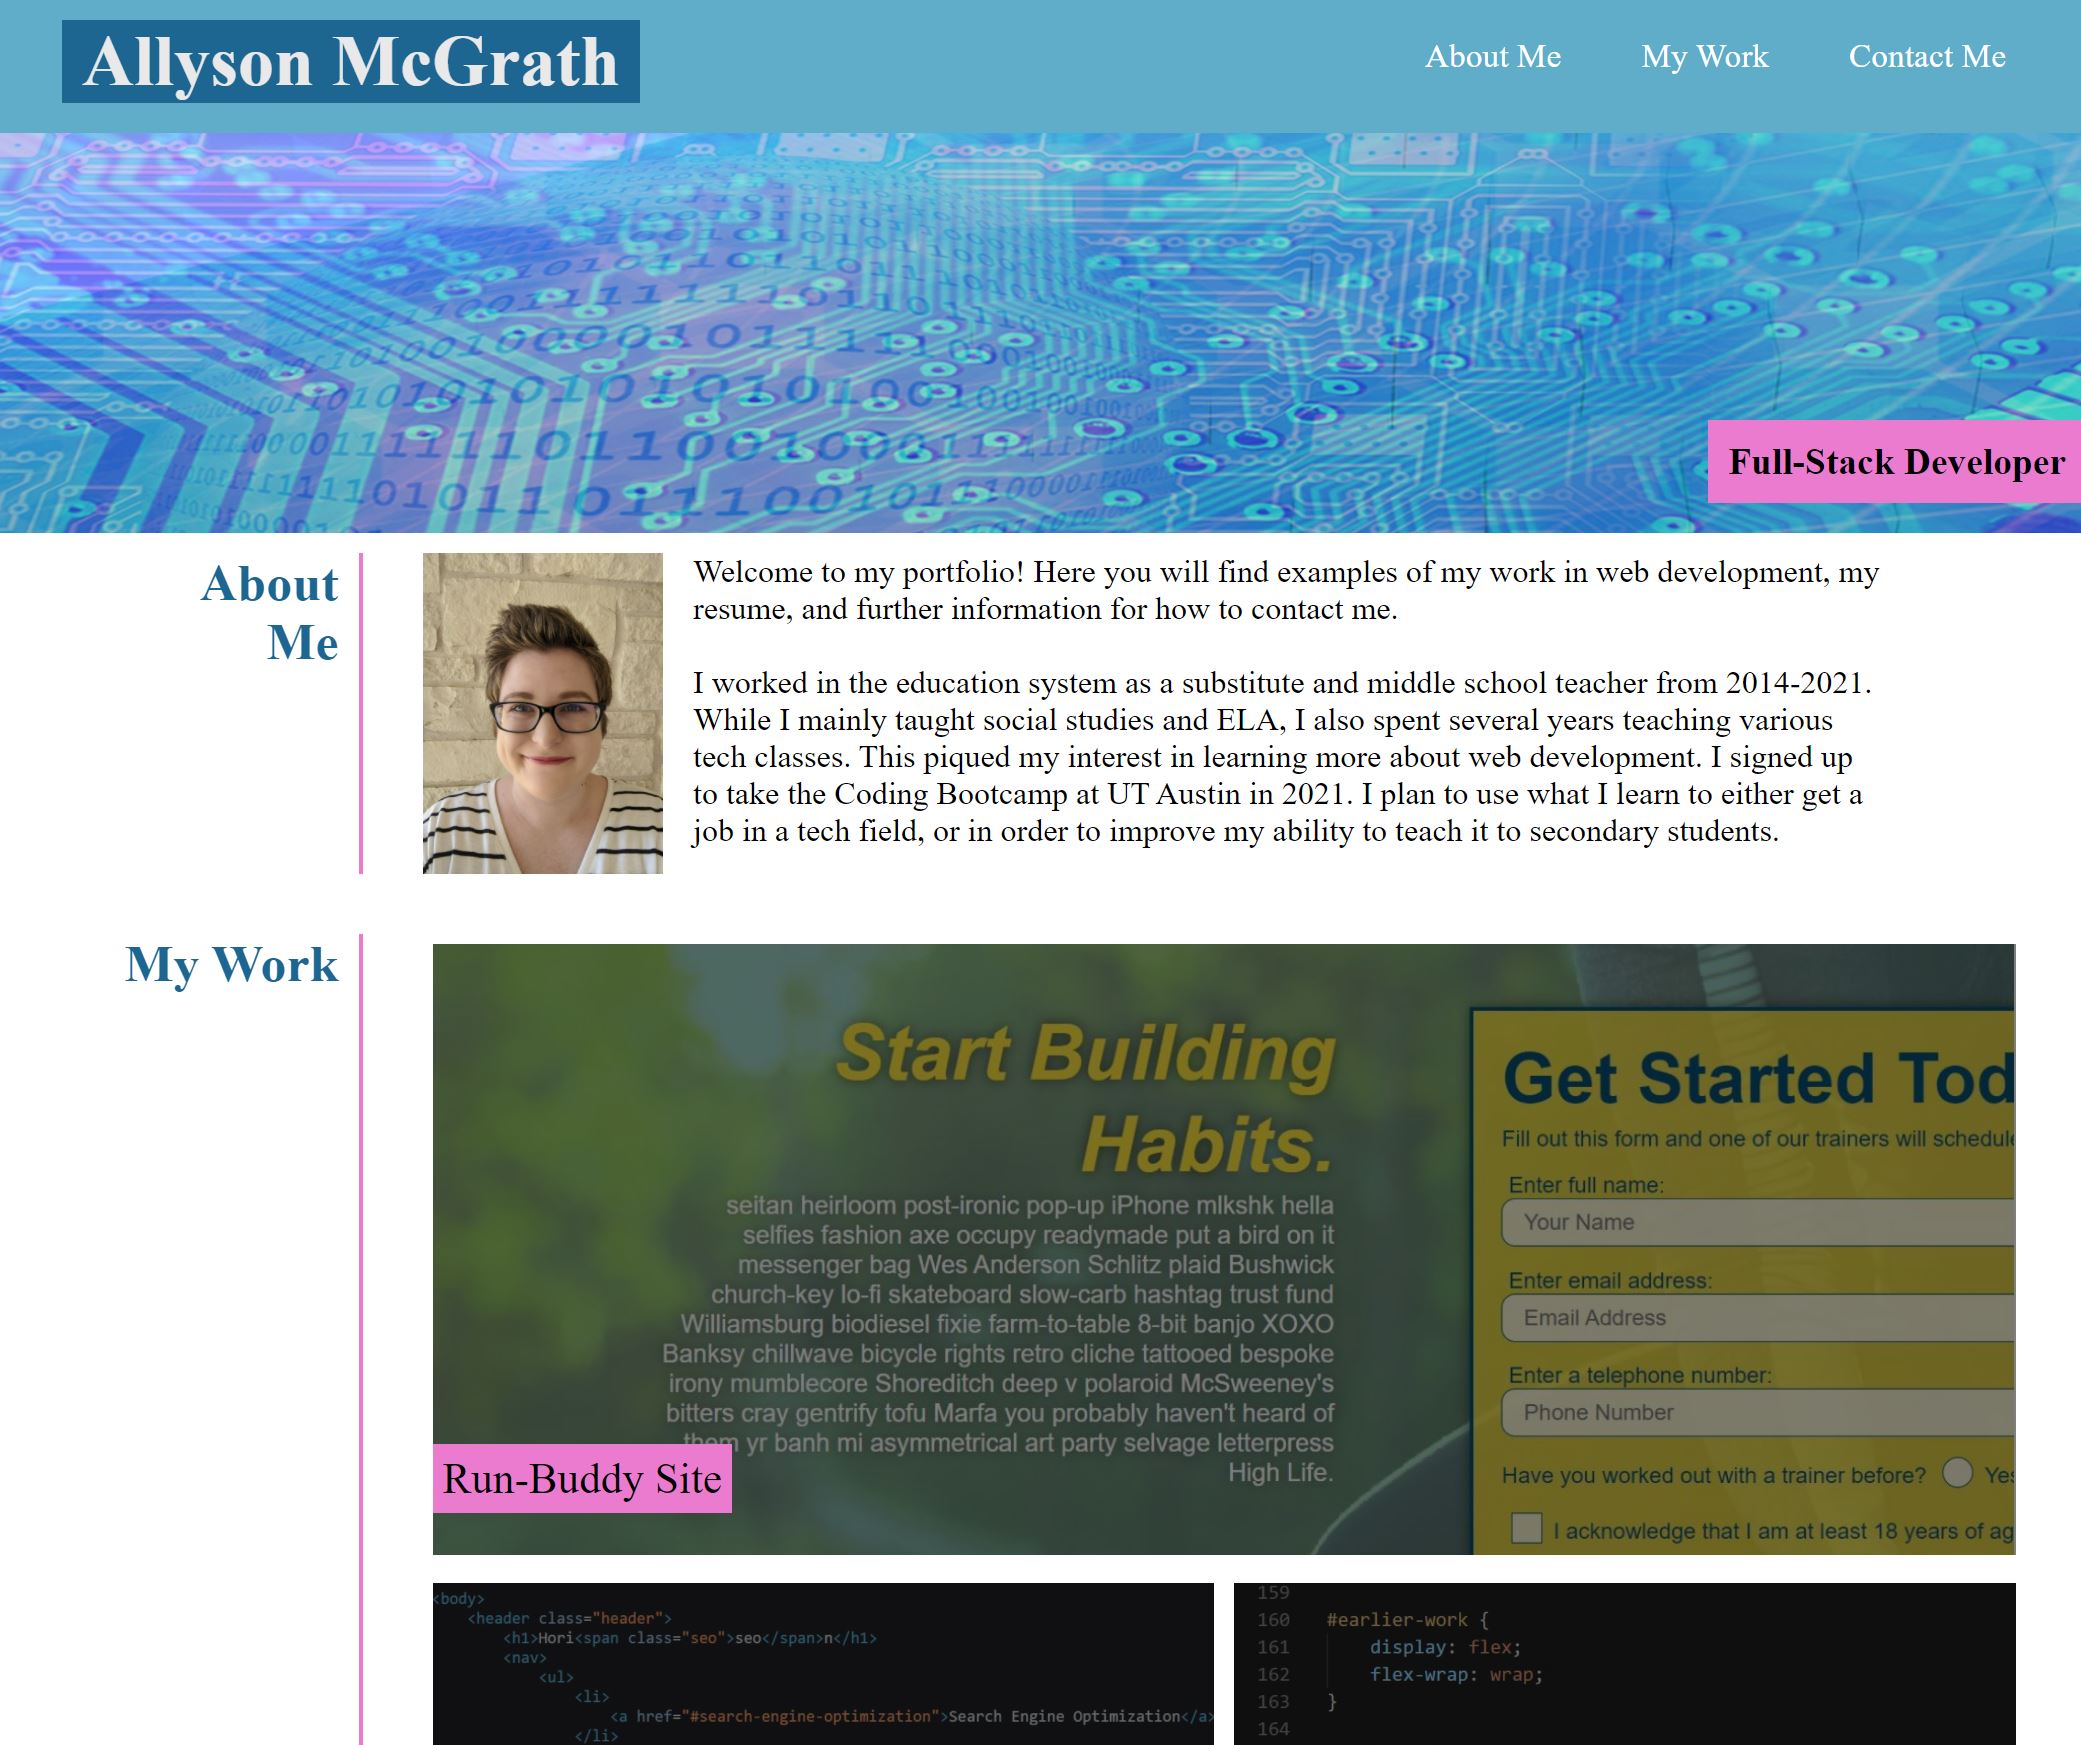 Allyson McGrath
About Me
My Work
Contact Me
Full-Stack Developer
About
Me
Welcome to my portfolio! Here you will find examples of my work in web development, my
resume, and further information for how to contact me.
I worked in the education system as a substitute and middle school teacher from 2014-2021.
While I mainly taught social studies and ELA, I also spent several years teaching various
tech classes. This piqued my interest in learning more about web development. I signed up
to take the Coding Bootcamp at UT Austin in 2021. I plan to use what I learn to either get a
job in a tech field, or in order to improve my ability to teach it to secondary students.
My Work
Start Building
Habits.
seitan heirloom post-ironic pop-up iPhone mlkshk hella
selfies fashion axe occupy readymade put a bird on it
messenger bag Wes Anderson Schlitz plaid Bushwick
church-key lo-fi skateboard slow-carb hashtag trust fund
Williamsburg biodiesel fixie farm-to-table 8-bit banjo XOXO
Banksy chillwave bicycle rights retro cliche tattooed bespoke
irony mumblecore Shoreditch deep v polaroid McSweeney's
bitters cray gentrify tofu Marfa you probably haven't heard of
them yr banh mi asymmetrical art party selvage letterpress
High Life.
Run-Buddy Site
Get Started Tod
Fill out this form and one of our trainers will schedule
Enter full name:
Your Name
Enter email address:
Email Address
Enter a telephone number:
Phone Number
Have you worked out with a trainer before? Yes
I acknowledge that I am at least 18 years of ag
<body>
<header class="header">
<h1>Hori<span class="seo">seo</span>n</h1>
<nav>
<ul>
<li>
<a href="#search-engine-optimization">Search Engine Optimization</a>
</li>
159
160 #earlier-work {
161 display: flex;
162 flex-wrap: wrap;
163 }
164